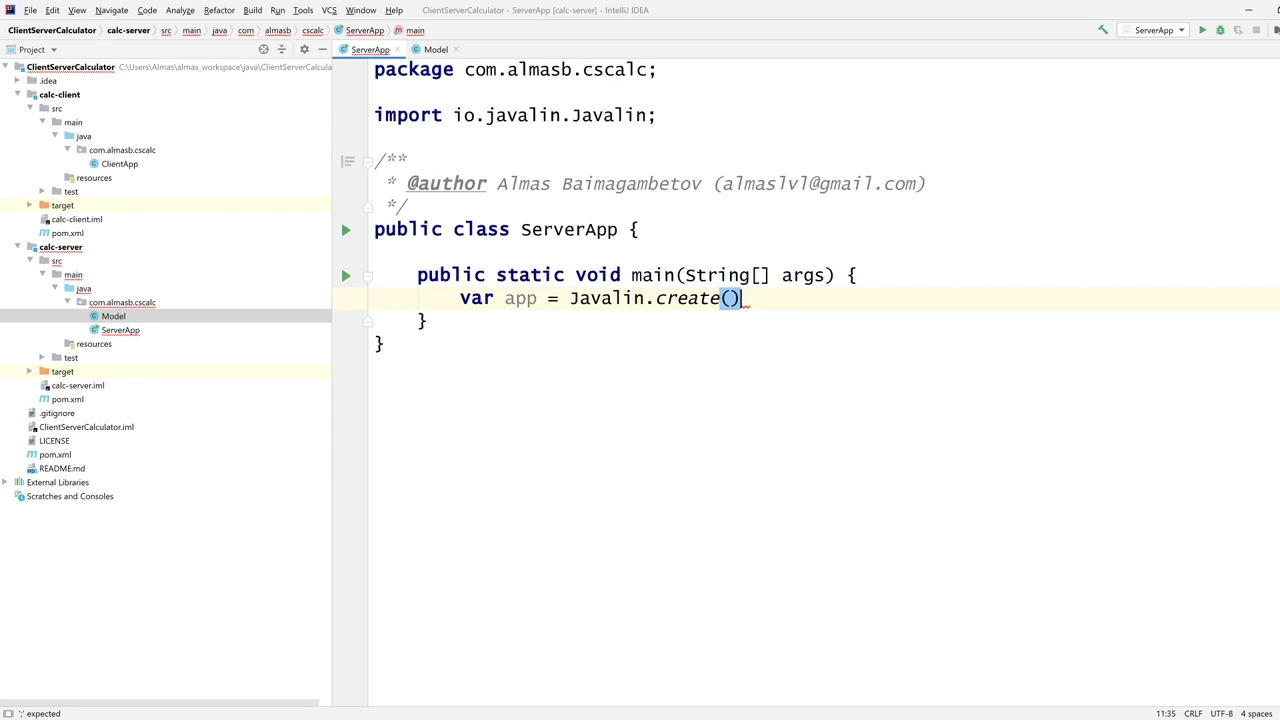 File Edit View Navigate Code Analyze Refactor Build Run Tools VCS Window Help ClientServerCalculator - ServerApp [calc-server] - IntelliJ IDEA
ClientServerCalculator calc-server src main java com almasb cscalc ServerApp main ServerApp
Project ServerApp Model
ClientServerCalculator C:\Users\Almas\almas_workspace\java\ClientServerCalcula
.idea
calc-client
src
main
java
com.almasb.cscalc
ClientApp
resources
test
target
calc-client.iml
pom.xml
calc-server
src
main
java
com.almasb.cscalc
Model
ServerApp
resources
test
target
calc-server.iml
pom.xml
.gitignore
ClientServerCalculator.iml
LICENSE
pom.xml
README.md
External Libraries
Scratches and Consoles
package com.almasb.cscalc;
import io.javalin.Javalin;
/**
* @author Almas Baimagambetov (almaslvl@gmail.com)
*/
public class ServerApp {
public static void main(String[] args) {
var app = Javalin.create()
}
}
';' expected 11:35 CRLF UTF-8 4 spaces